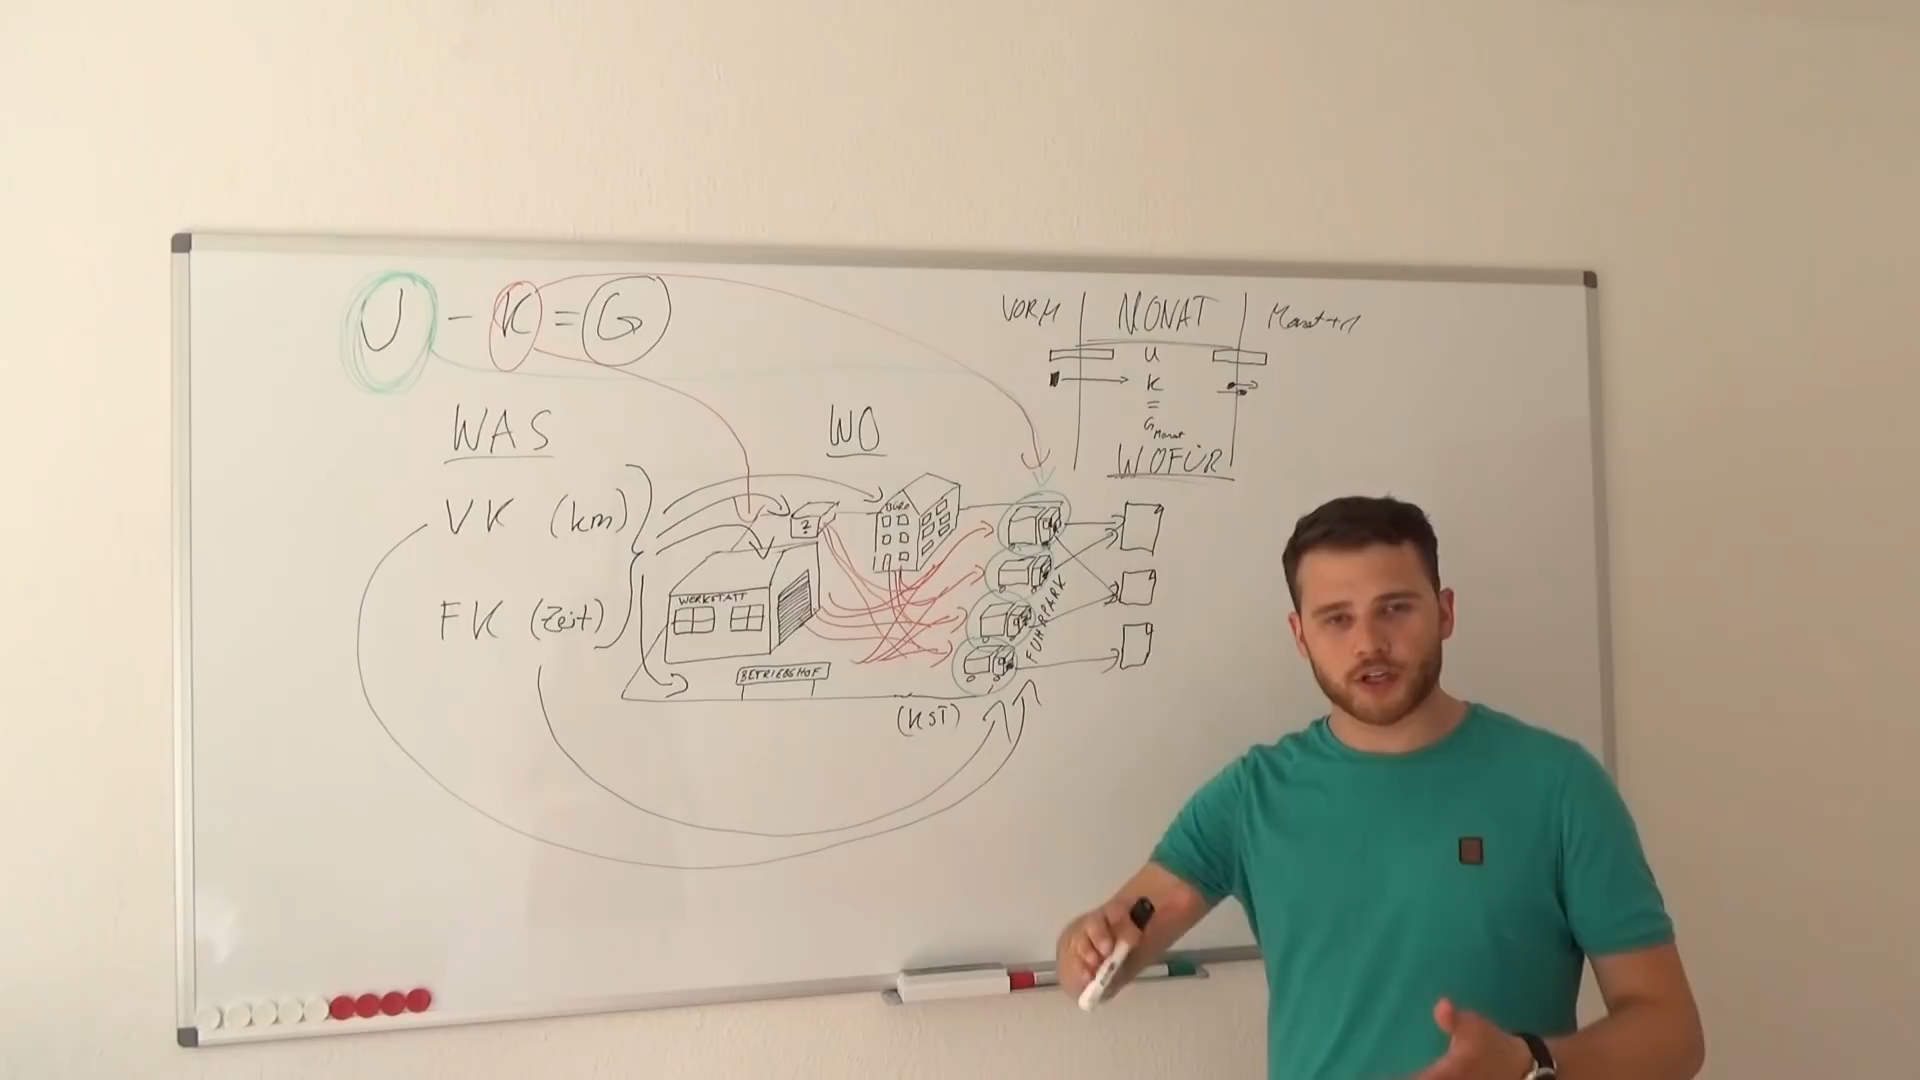 U - K = G
VORM | MONAT | Monat+1
U
K
=
G Monat
WAS
WO
WOFÜR
VK (km)
FK (Zeit)
?
BÜRO
WERKSTATT
FUHRPARK
BETRIEBSHOF
(KST)